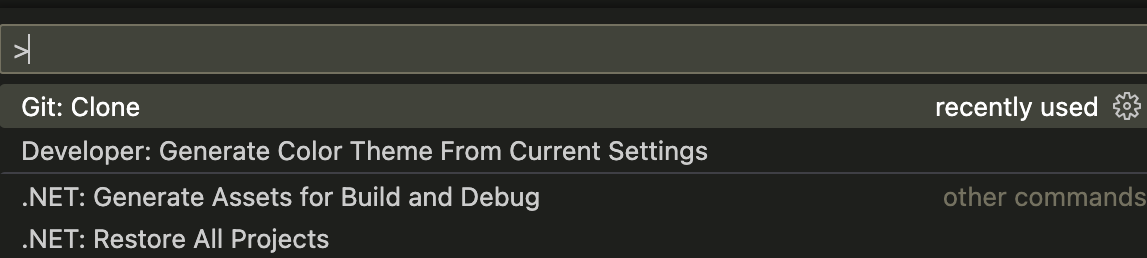 >
Git: Clone recently used
Developer: Generate Color Theme From Current Settings
.NET: Generate Assets for Build and Debug other commands
.NET: Restore All Projects